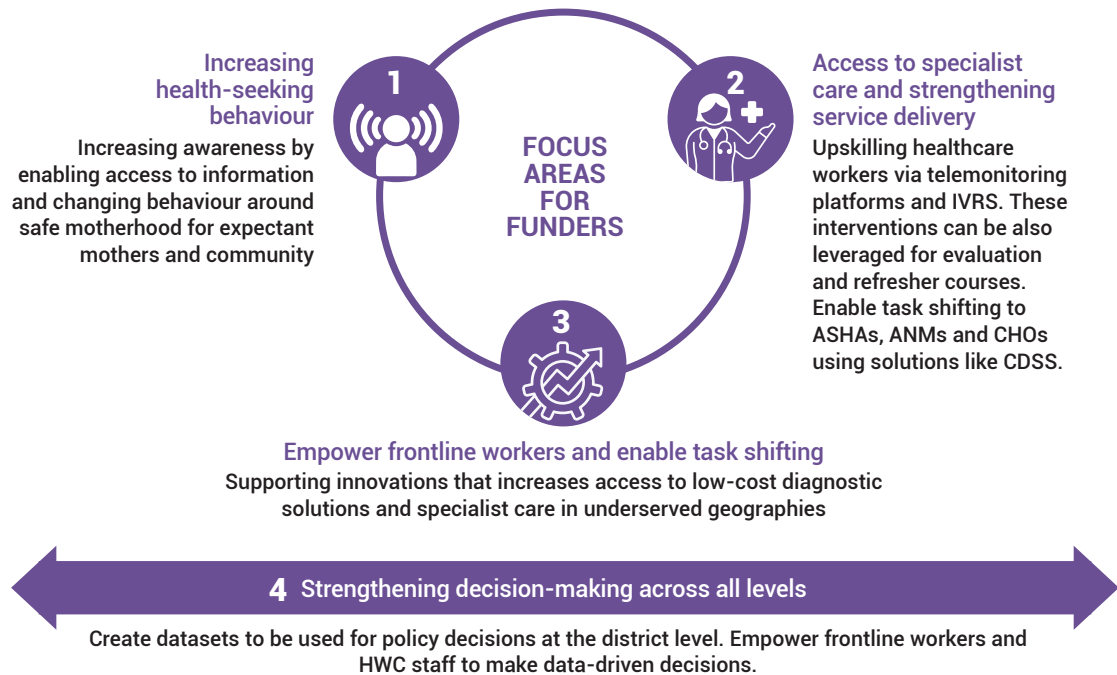 1
Increasing
health-seeking
behaviour
Increasing awareness by
enabling access to information
and changing behaviour around
safe motherhood for expectant
mothers and community
FOCUS
AREAS
FOR
FUNDERS
2
Access to specialist
care and strengthening
service delivery
Upskilling healthcare
workers via telemonitoring
platforms and IVRS. These
interventions can be also
leveraged for evaluation
and refresher courses.
Enable task shifting to
ASHAs, ANMs and CHOs
using solutions like CDSS.
3
Empower frontline workers and enable task shifting
Supporting innovations that increases access to low-cost diagnostic
solutions and specialist care in underserved geographies
4 Strengthening decision-making across all levels
Create datasets to be used for policy decisions at the district level. Empower frontline workers and
HWC staff to make data-driven decisions.